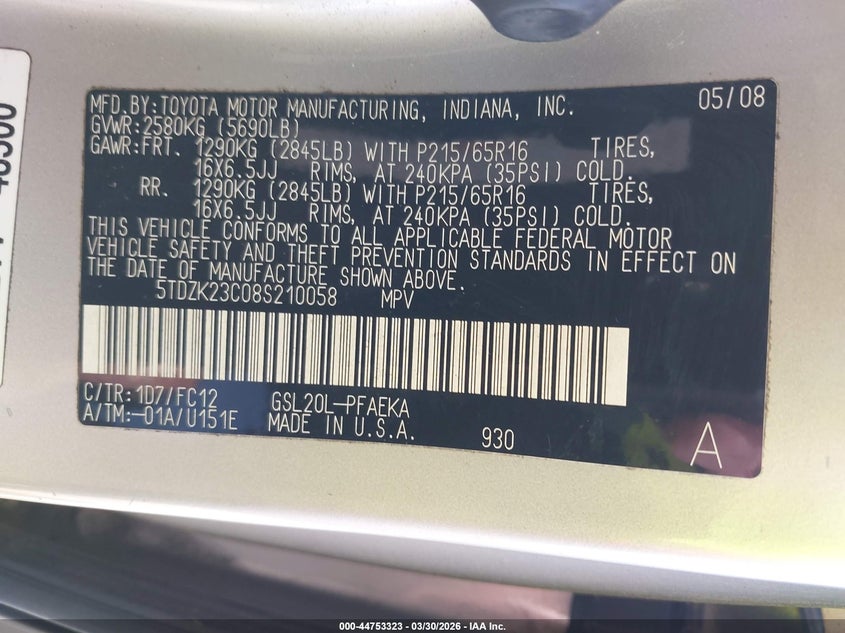 MFD.BY:TOYOTA MOTOR MANUFACTURING, INDIANA, INC. 05/08
GVWR:2580KG (5690LB)
GAWR:FRT. 1290KG (2845LB) WITH P215/65R16 TIRES,
16X6.5JJ RIMS, AT 240KPA (35PSI) COLD.
RR. 1290KG (2845LB) WITH P215/65R16 TIRES,
16X6.5JJ RIMS, AT 240KPA (35PSI) COLD.
THIS VEHICLE CONFORMS TO ALL APPLICABLE FEDERAL MOTOR
VEHICLE SAFETY AND THEFT PREVENTION STANDARDS IN EFFECT ON
THE DATE OF MANUFACTURE SHOWN ABOVE.
5TDZK23C08S210058 MPV
C/TR:1D7/FC12 GSL20L-PFAEKA
A/TM:-01A/U151E MADE IN U.S.A. 930 A
000-44753323 - 03/30/2026 - IAA Inc.